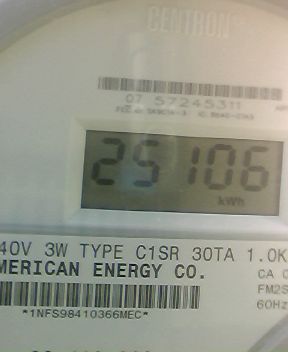 CENTRON
07 57245311
25106
kWh
40V 3W TYPE C1SR 30TA 1.0K
MERICAN ENERGY CO.
CA 0
FM2S
60Hz
*1NFS98410366MEC*